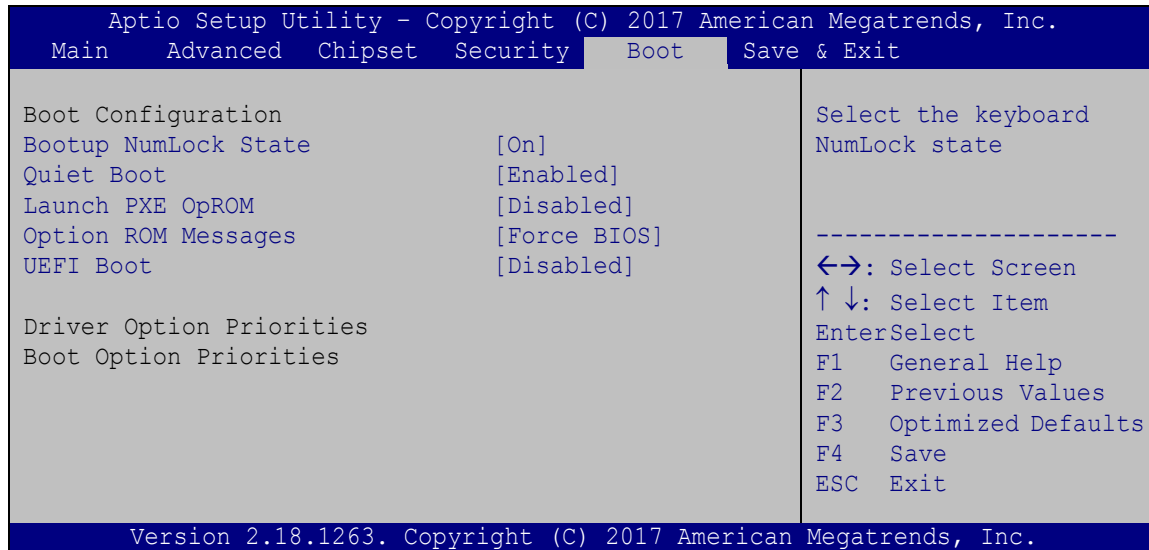 Aptio Setup Utility – Copyright (C) 2017 American Megatrends, Inc.
Main Advanced Chipset Security Boot Save & Exit
Boot Configuration
Bootup NumLock State [On]
Quiet Boot [Enabled]
Launch PXE OpROM [Disabled]
Option ROM Messages [Force BIOS]
UEFI Boot [Disabled]
Driver Option Priorities
Boot Option Priorities
Select the keyboard
NumLock state
---------------------
←→: Select Screen
↑ ↓: Select Item
EnterSelect
F1 General Help
F2 Previous Values
F3 Optimized Defaults
F4 Save
ESC Exit
Version 2.18.1263. Copyright (C) 2017 American Megatrends, Inc.